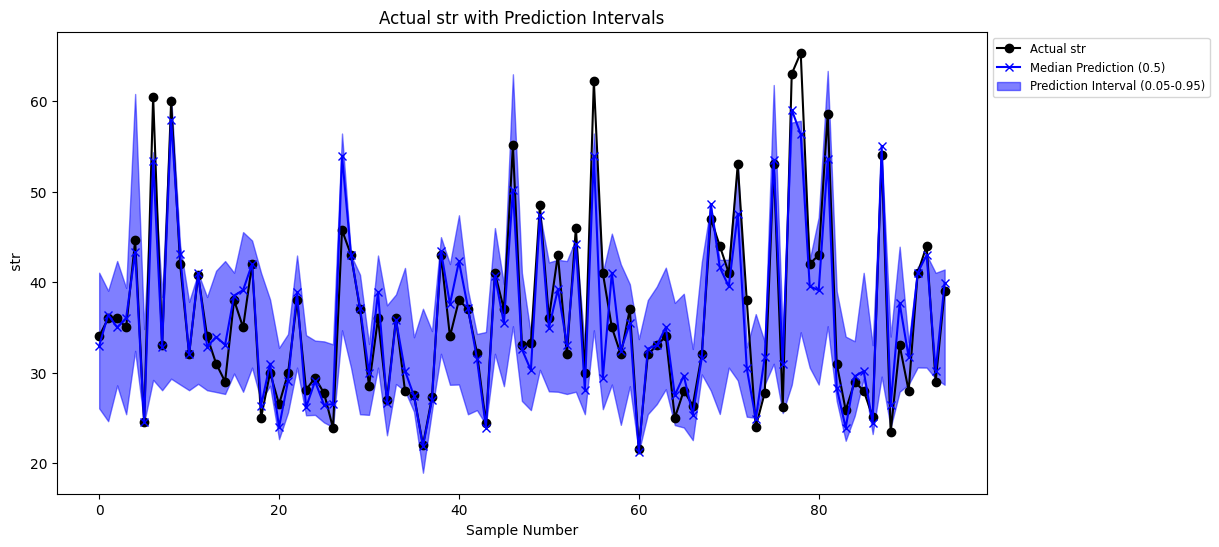 Actual str with Prediction Intervals
Actual str
Median Prediction (0.5)
Prediction Interval (0.05-0.95)
str
60
50
40
30
20
0
20
40
60
80
Sample Number